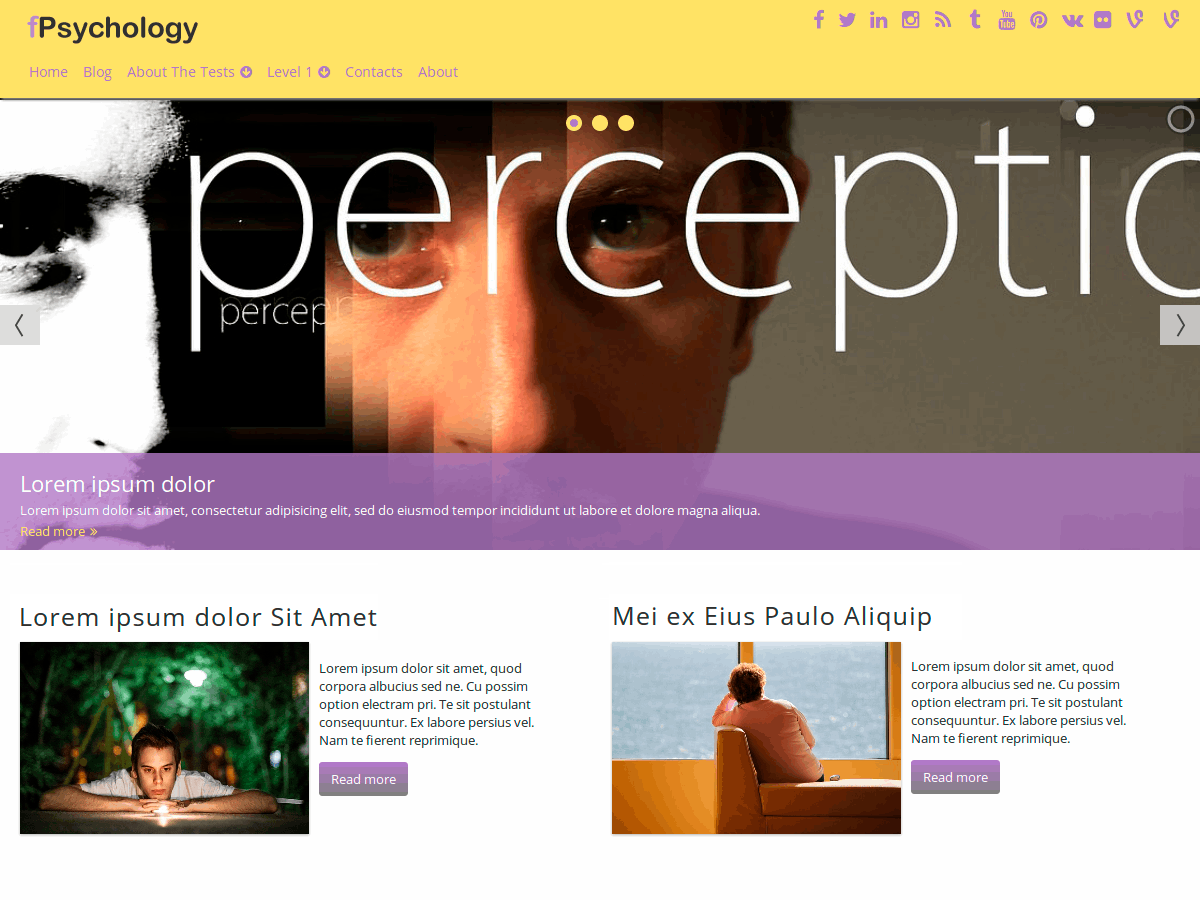 fPsychology
Home Blog About The Tests Level 1 Contacts About
perceptio
percep
Lorem ipsum dolor
Lorem ipsum dolor sit amet, consectetur adipisicing elit, sed do eiusmod tempor incididunt ut labore et dolore magna aliqua.
Read more »
Lorem ipsum dolor Sit Amet
Lorem ipsum dolor sit amet, quod
corpora albucius sed ne. Cu possim
option electram pri. Te sit postulant
consequuntur. Ex labore persius vel.
Nam te fierent reprimique.
Read more
Mei ex Eius Paulo Aliquip
Lorem ipsum dolor sit amet, quod
corpora albucius sed ne. Cu possim
option electram pri. Te sit postulant
consequuntur. Ex labore persius vel.
Nam te fierent reprimique.
Read more